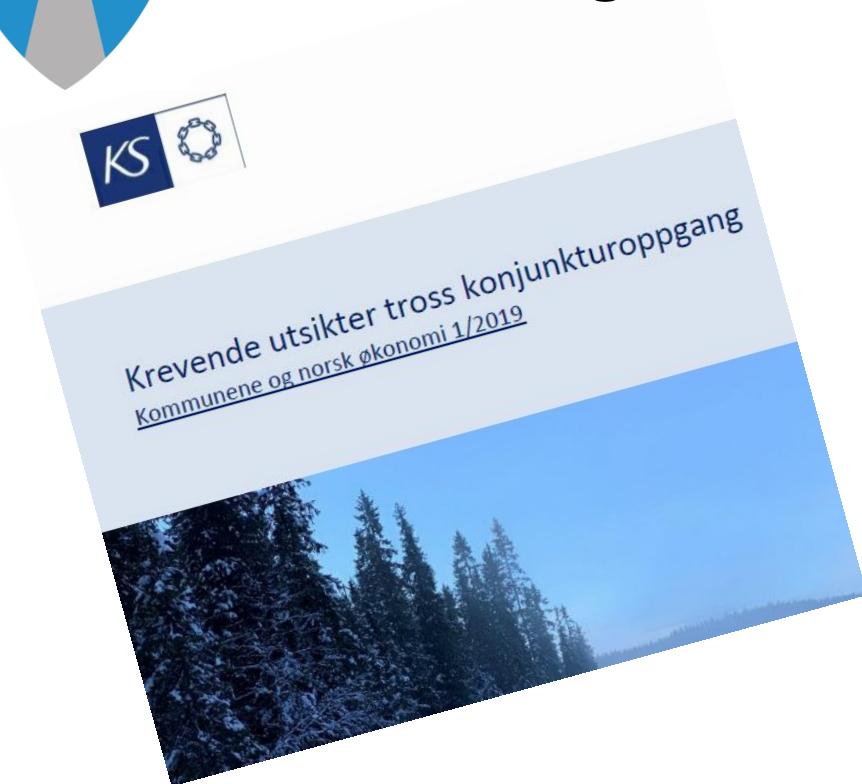 KS
Krevende utsikter tross konjunkturoppgang
Kommunene og norsk økonomi 1/2019